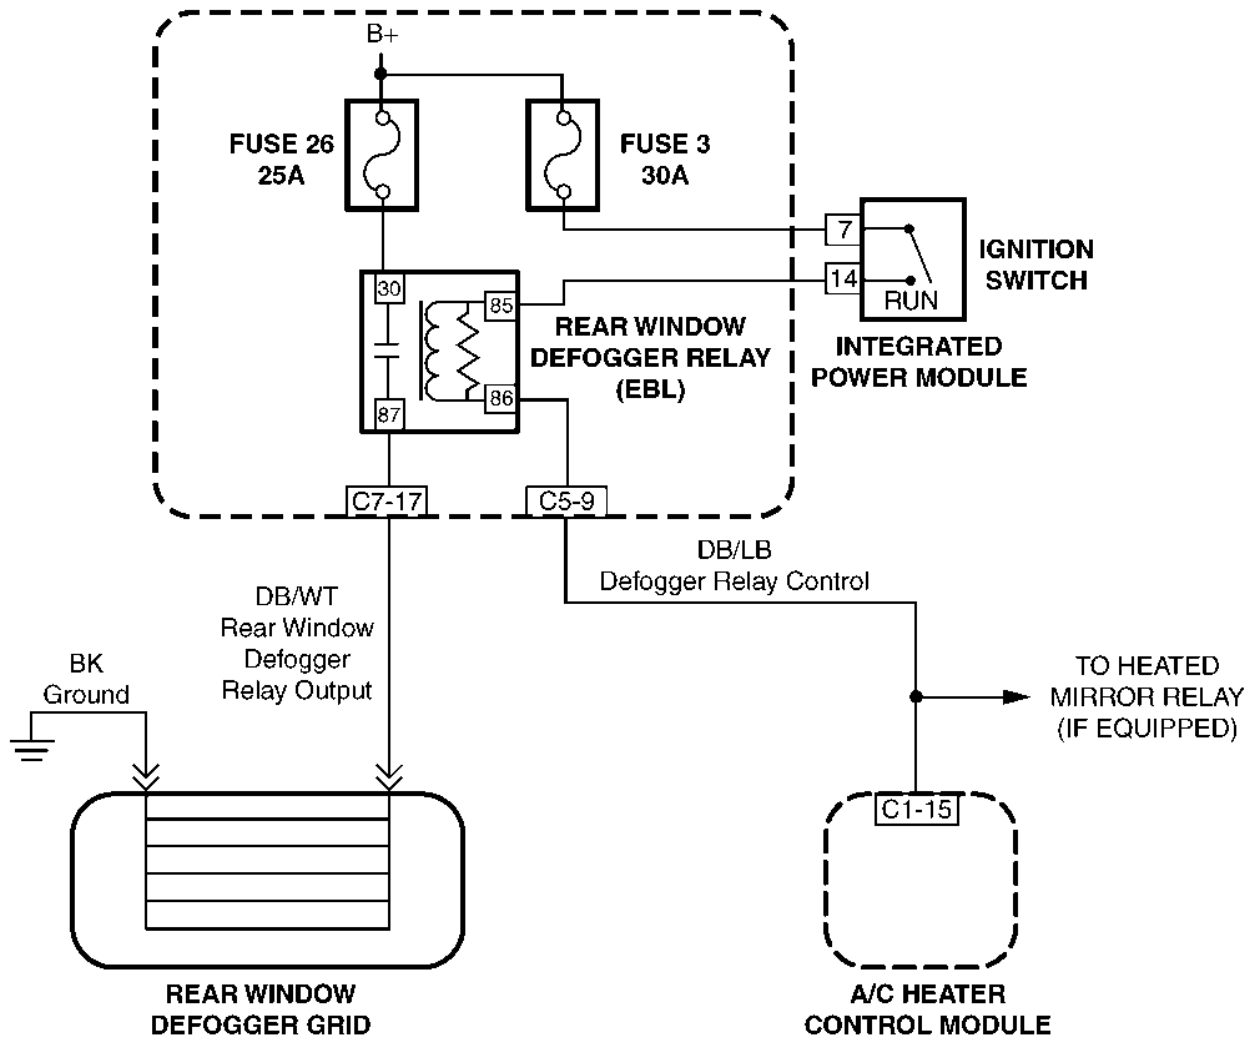 B+
FUSE 26
25A
FUSE 3
30A
7
14
RUN
IGNITION
SWITCH
INTEGRATED
POWER MODULE
30
85
86
87
REAR WINDOW
DEFOGGER RELAY
(EBL)
C7-17
C5-9
DB/LB
Defogger Relay Control
DB/WT
Rear Window
Defogger
Relay Output
BK
Ground
TO HEATED
MIRROR RELAY
(IF EQUIPPED)
C1-15
REAR WINDOW
DEFOGGER GRID
A/C HEATER
CONTROL MODULE